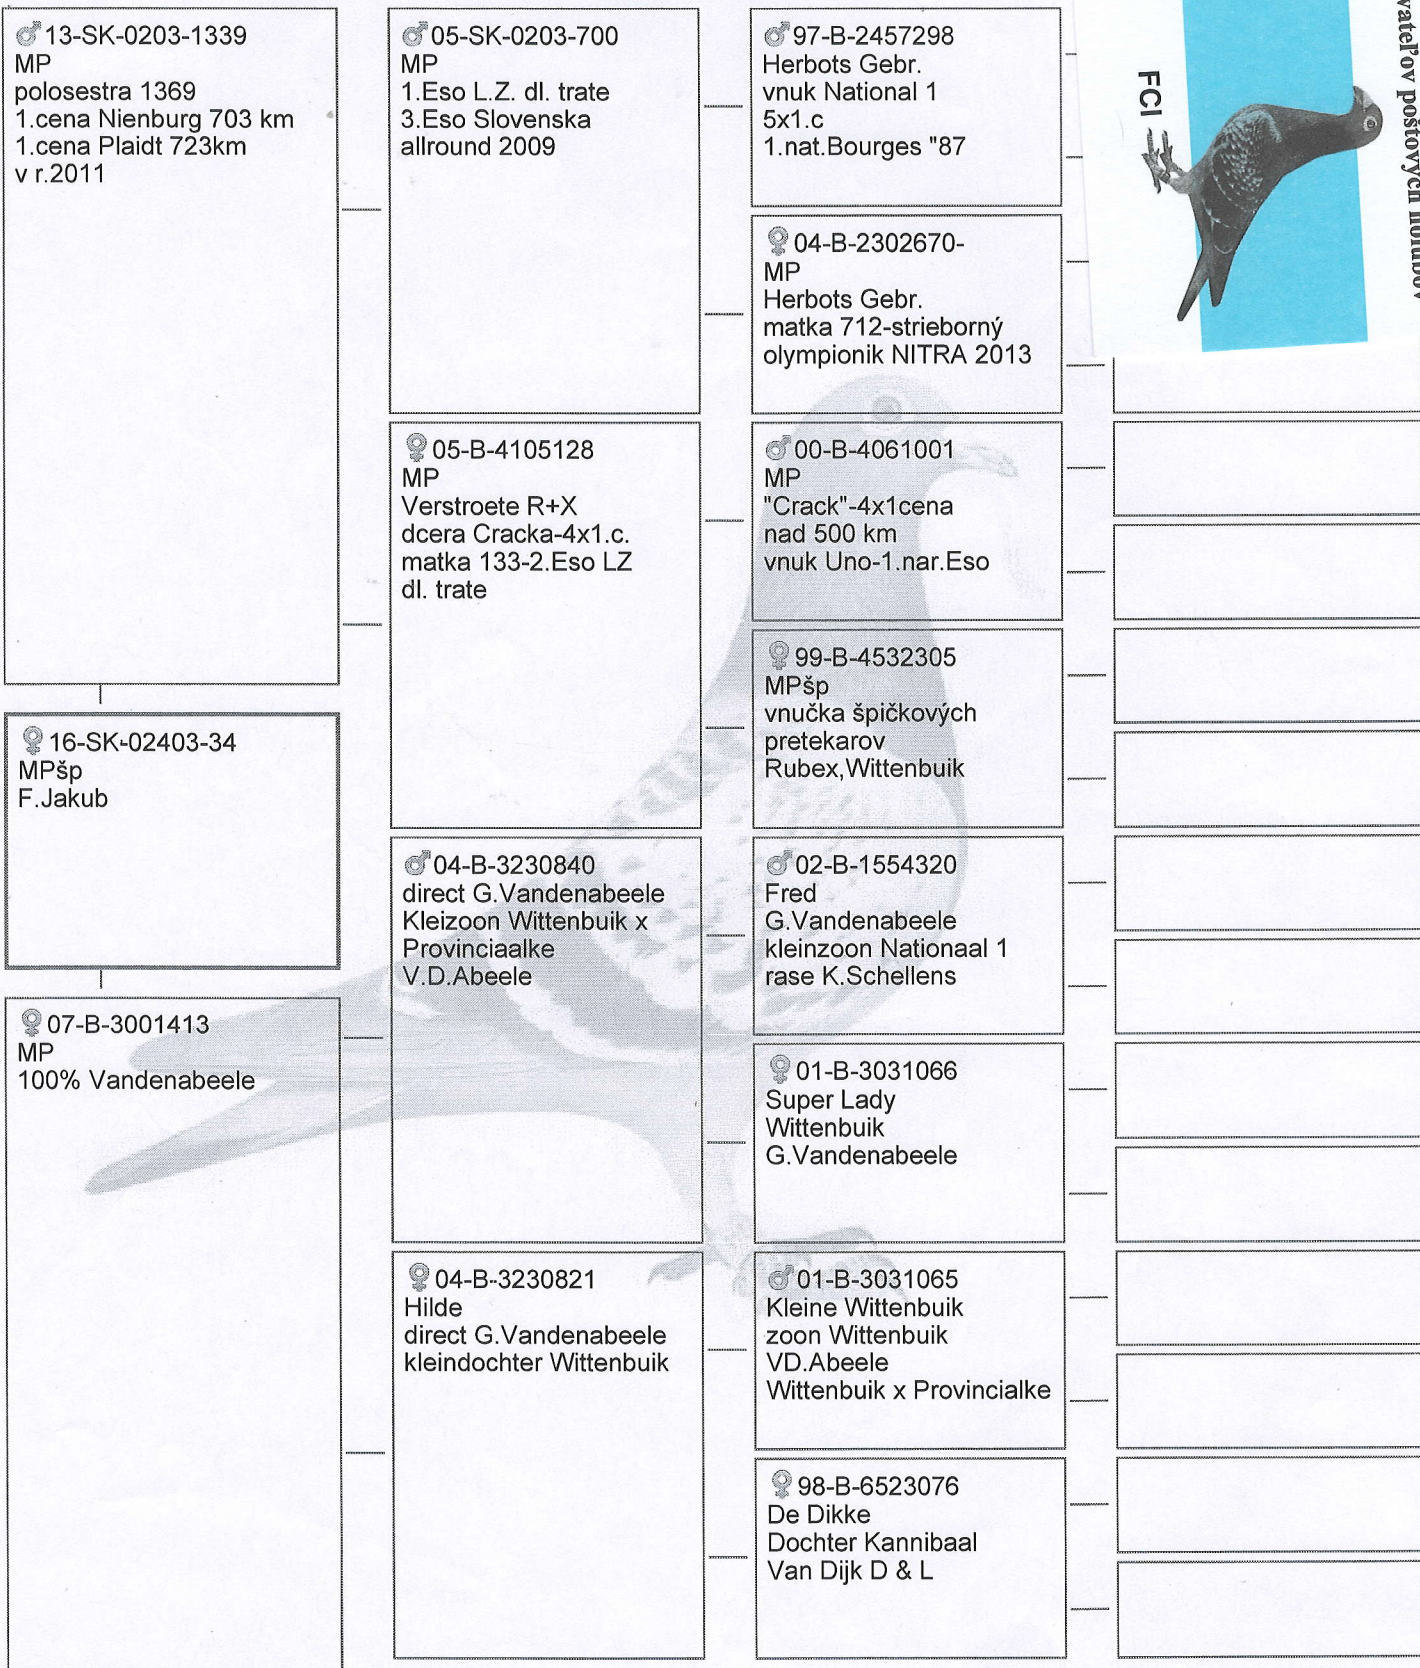 ♂ 13-SK-0203-1339
MP
polosestra 1369
1.cena Nienburg 703 km
1.cena Plaidt 723km
v r.2011
♀ 16-SK-02403-34
MPšp
F.Jakub
♀ 07-B-3001413
MP
100% Vandenabeele
♂ 05-SK-0203-700
MP
1.Eso L.Z. dl. trate
3.Eso Slovenska
allround 2009
♀ 05-B-4105128
MP
Verstroete R+X
dcera Cracka-4x1.c.
matka 133-2.Eso LZ
dl. trate
♂ 04-B-3230840
direct G.Vandenabeele
Kleizoon Wittenbuik x
Provinciaalke
V.D.Abeele
♀ 04-B-3230821
Hilde
direct G.Vandenabeele
kleindochter Wittenbuik
♂ 97-B-2457298
Herbots Gebr.
vnuk National 1
5x1.c
1.nat.Bourges "87
♀ 04-B-2302670-
MP
Herbots Gebr.
matka 712-strieborný
olympionik NITRA 2013
♂ 00-B-4061001
MP
"Crack"-4x1cena
nad 500 km
vnuk Uno-1.nar.Eso
♀ 99-B-4532305
MPšp
vnučka špičkových
pretekarov
Rubex,Wittenbuik
♂ 02-B-1554320
Fred
G.Vandenabeele
kleinzoon Nationaal 1
rase K.Schellens
♀ 01-B-3031066
Super Lady
Wittenbuik
G.Vandenabeele
♂ 01-B-3031065
Kleine Wittenbuik
zoon Wittenbuik
VD.Abeele
Wittenbuik x Provincialke
♀ 98-B-6523076
De Dikke
Dochter Kannibaal
Van Dijk D & L
FCI
poštových